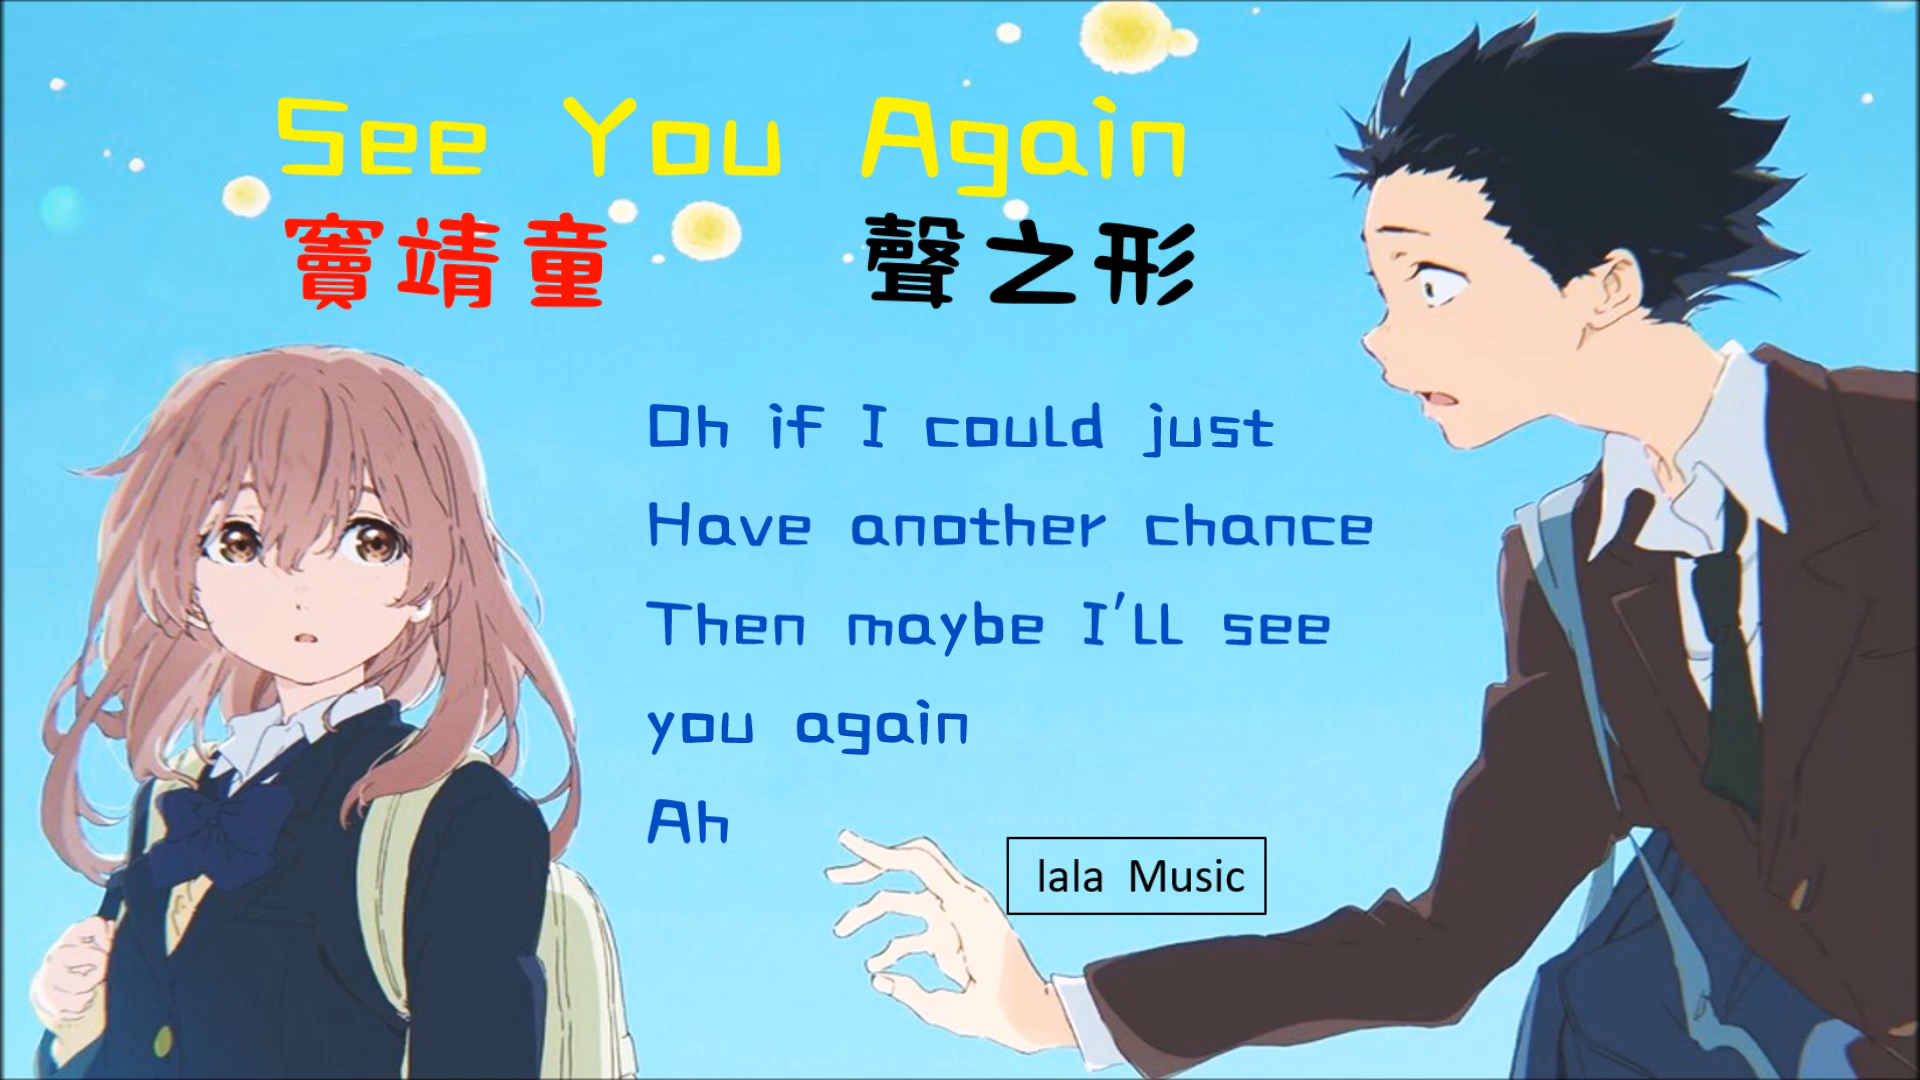 See You Again
竇靖童 聲之形
Oh if I could just
Have another chance
Then maybe I'll see
you again
Ah
lala Music